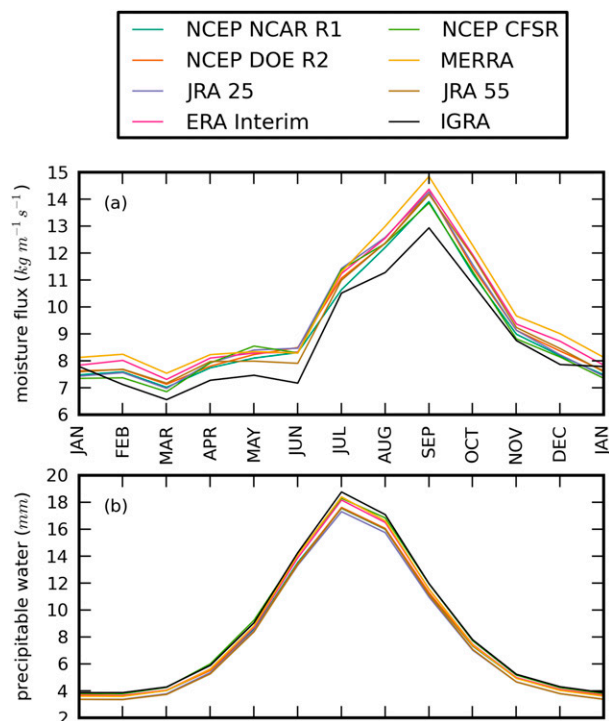 NCEP NCAR R1 NCEP CFSR
NCEP DOE R2 MERRA
JRA 25 JRA 55
ERA Interim IGRA
(a)
moisture flux (kg m⁻¹ s⁻¹)
15
14
13
12
11
10
9
8
7
6
JAN FEB MAR APR MAY JUN JUL AUG SEP OCT NOV DEC JAN
(b)
precipitable water (mm)
20
18
16
14
12
10
8
6
4
2